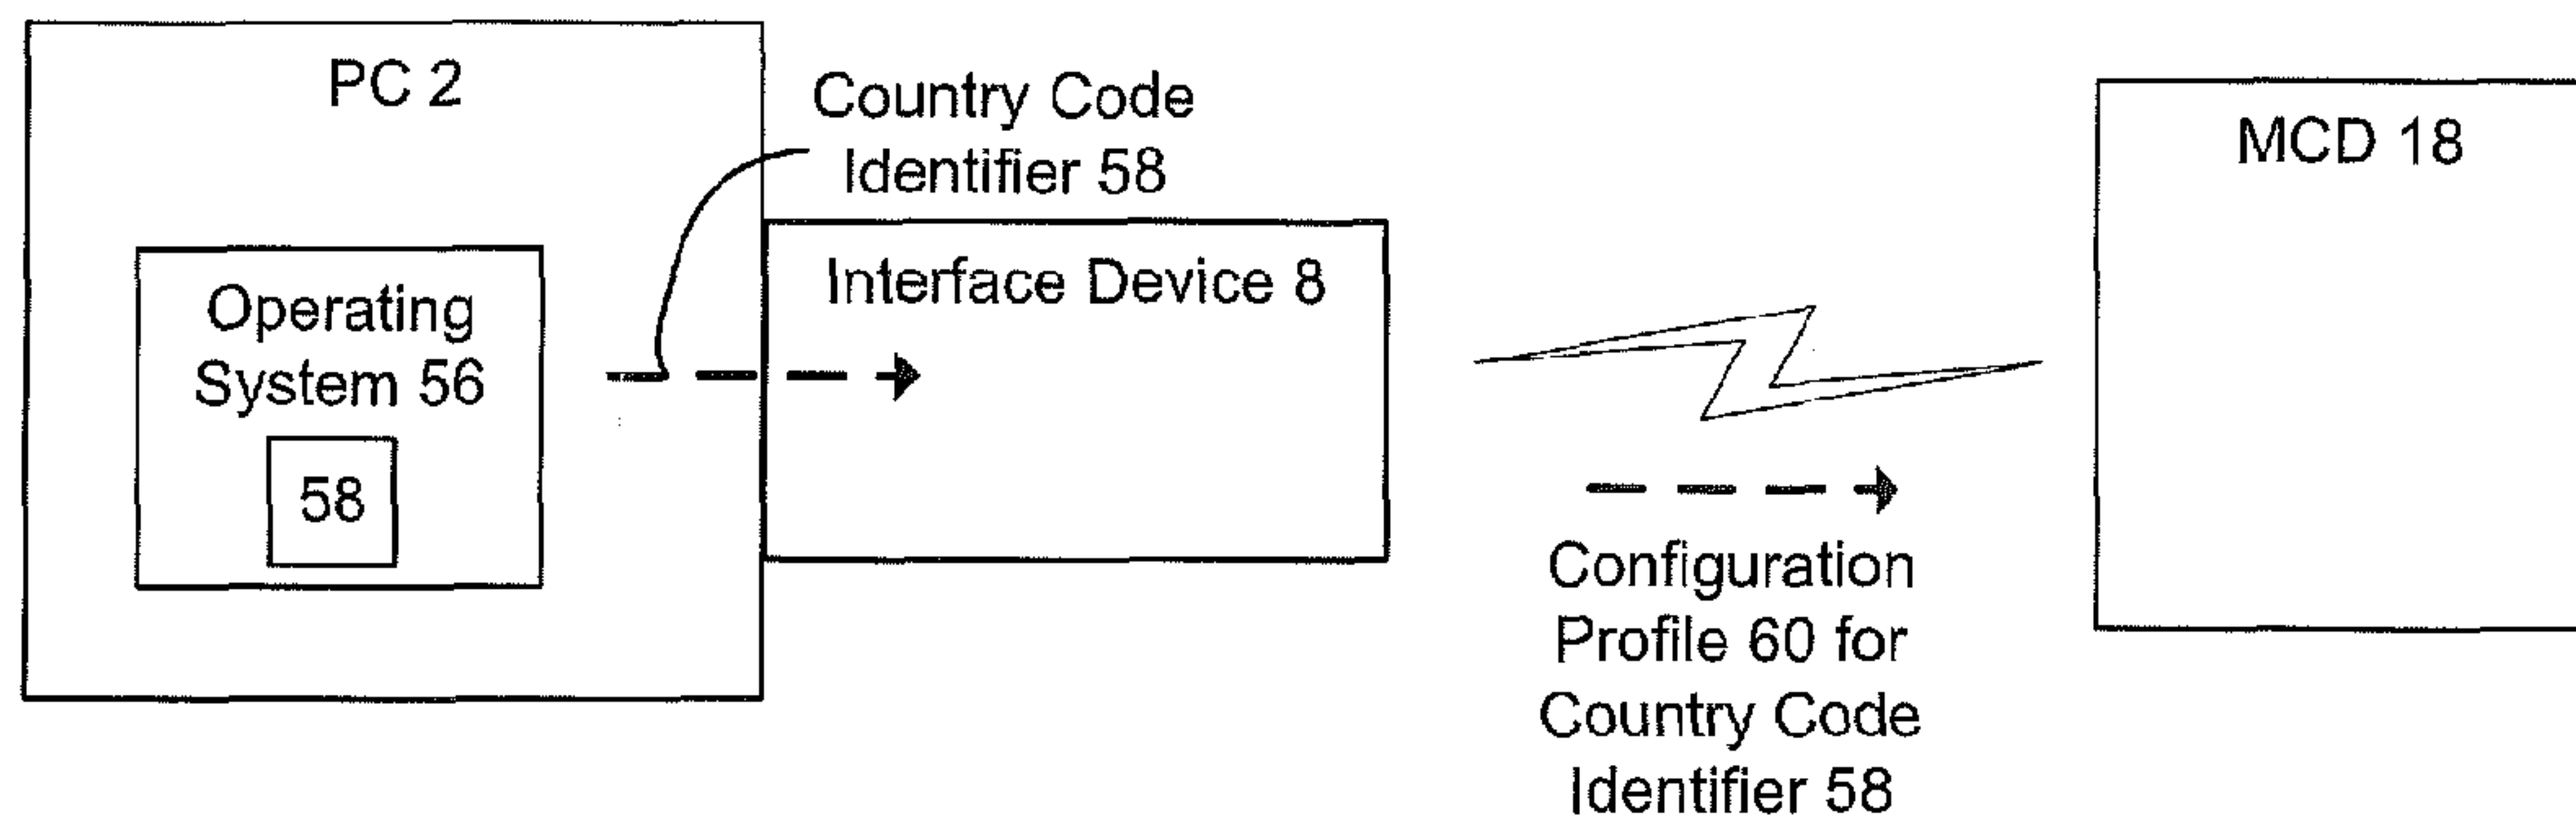 PC 2
Country Code
Identifier 58
MCD 18
Interface Device 8
Operating
System 56
58
Configuration
Profile 60 for
Country Code
Identifier 58